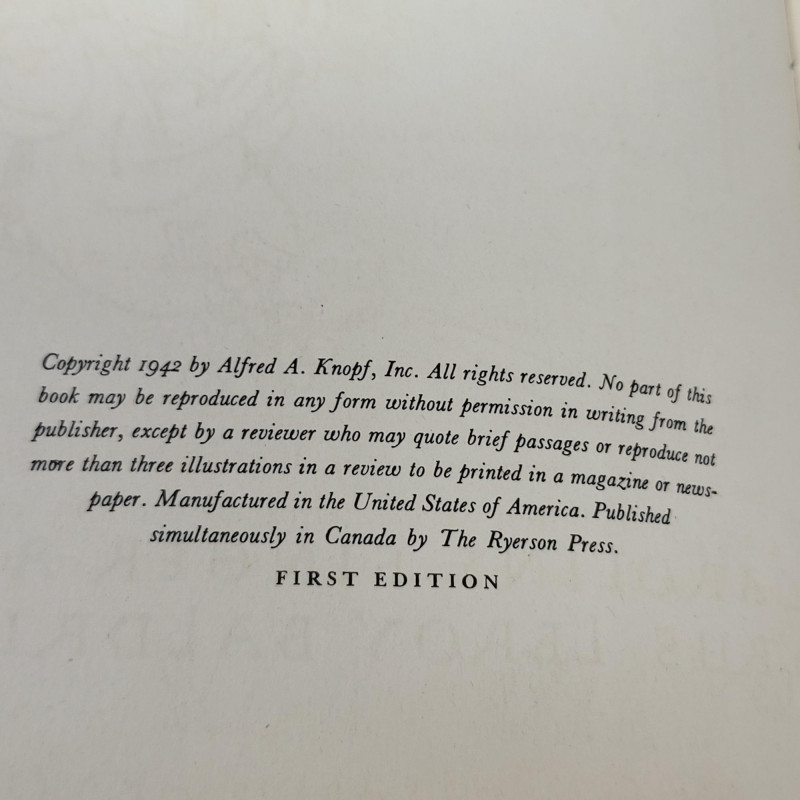 Copyright 1942 by Alfred A. Knopf, Inc. All rights reserved. No part of this
book may be reproduced in any form without permission in writing from the
publisher, except by a reviewer who may quote brief passages or reproduce not
more than three illustrations in a review to be printed in a magazine or news-
paper. Manufactured in the United States of America. Published
simultaneously in Canada by The Ryerson Press.
FIRST EDITION